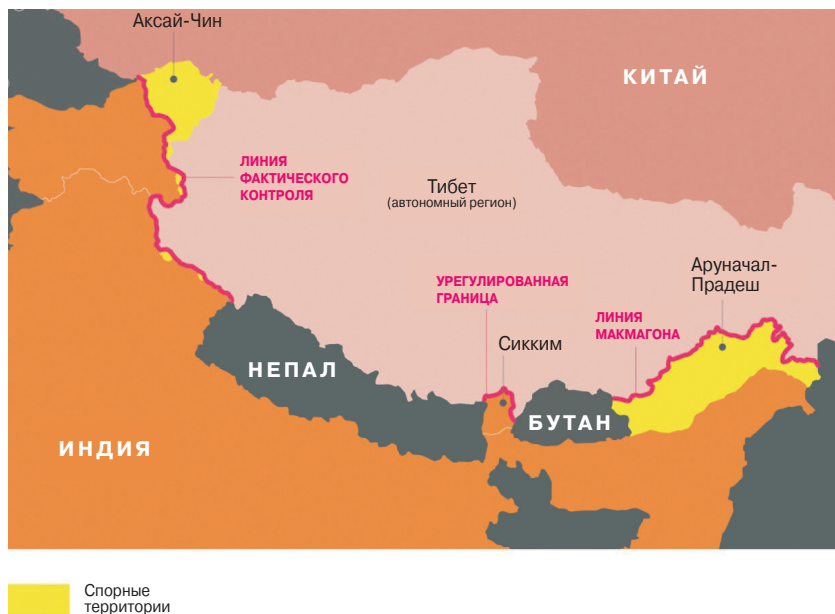 Аксай-Чин
КИТАЙ
ЛИНИЯ
ФАКТИЧЕСКОГО
КОНТРОЛЯ
Тибет
(автономный регион)
Аруначал-
Прадеш
УРЕГУЛИРОВАННАЯ
ГРАНИЦА
ЛИНИЯ
МАКМАГОНА
Сикким
НЕПАЛ
БУТАН
ИНДИЯ
Спорные
территории